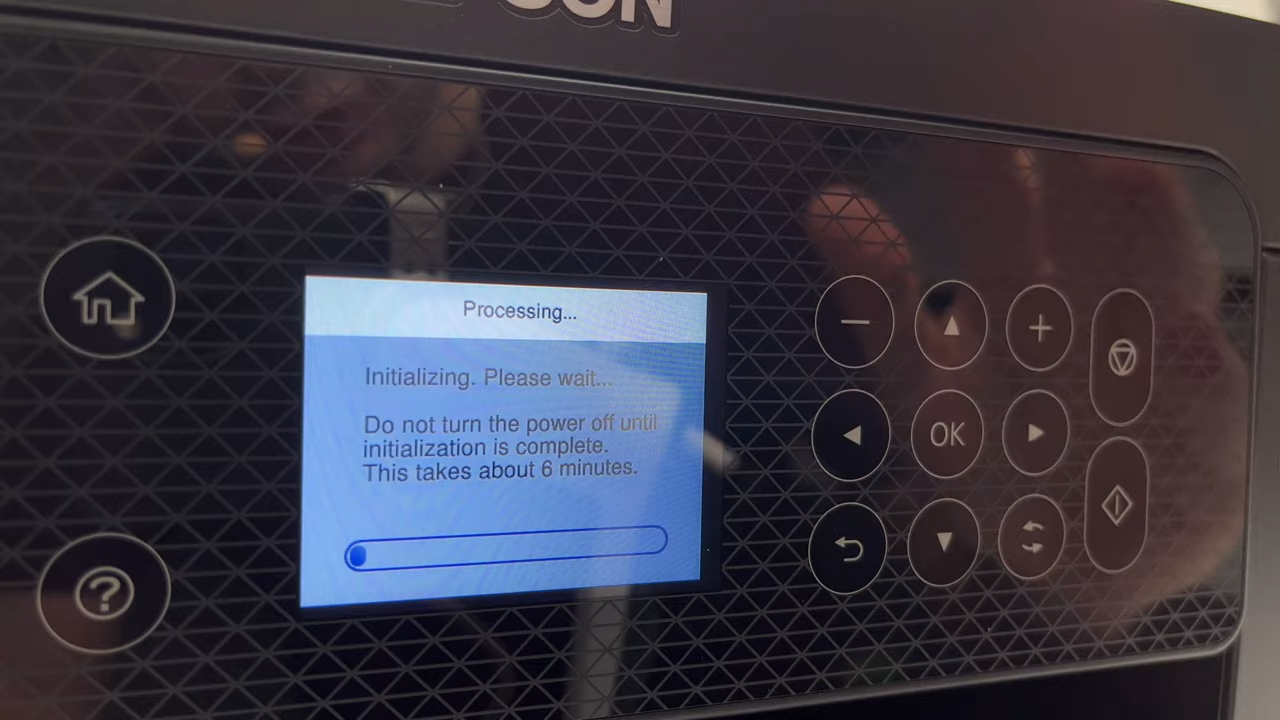 Processing...
Initializing. Please wait...
Do not turn the power off until
initialization is complete.
This takes about 6 minutes.
OK
?